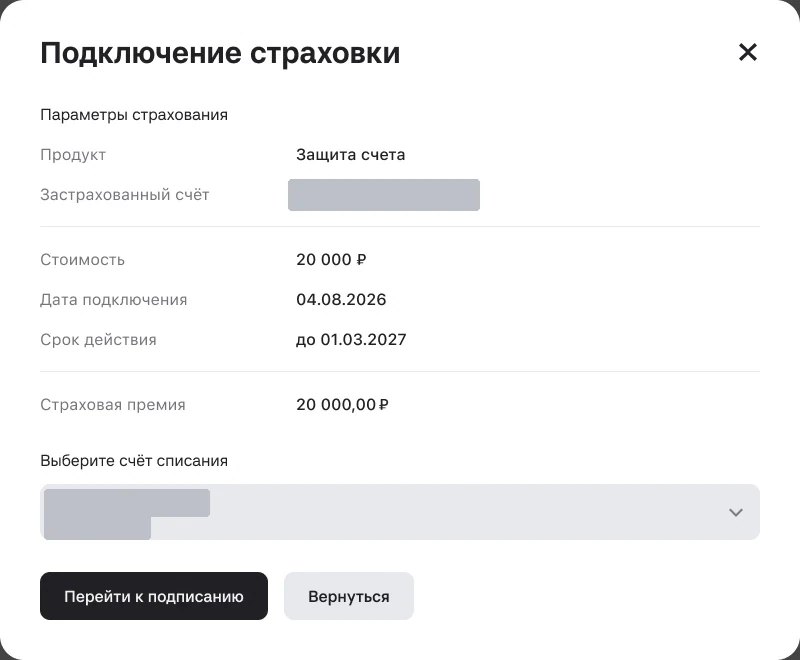 Подключение страховки
Параметры страхования
Продукт Защита счета
Застрахованный счёт
Стоимость 20 000 ₽
Дата подключения 04.08.2026
Срок действия до 01.03.2027
Страховая премия 20 000,00 ₽
Выберите счёт списания
Перейти к подписанию Вернуться